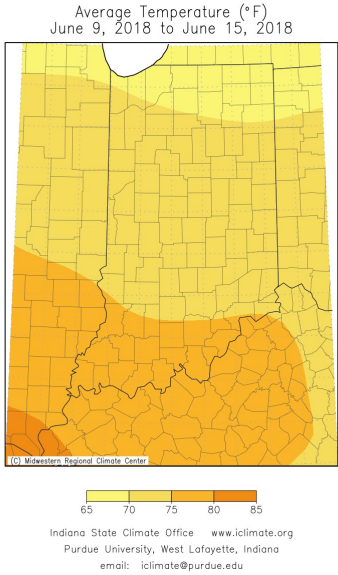 Average Temperature (°F)
June 9, 2018 to June 15, 2018
(C) Midwestern Regional Climate Center
65 70 75 80 85
Indiana State Climate Office www.iclimate.org
Purdue University, West Lafayette, Indiana
email: iclimate@purdue.edu